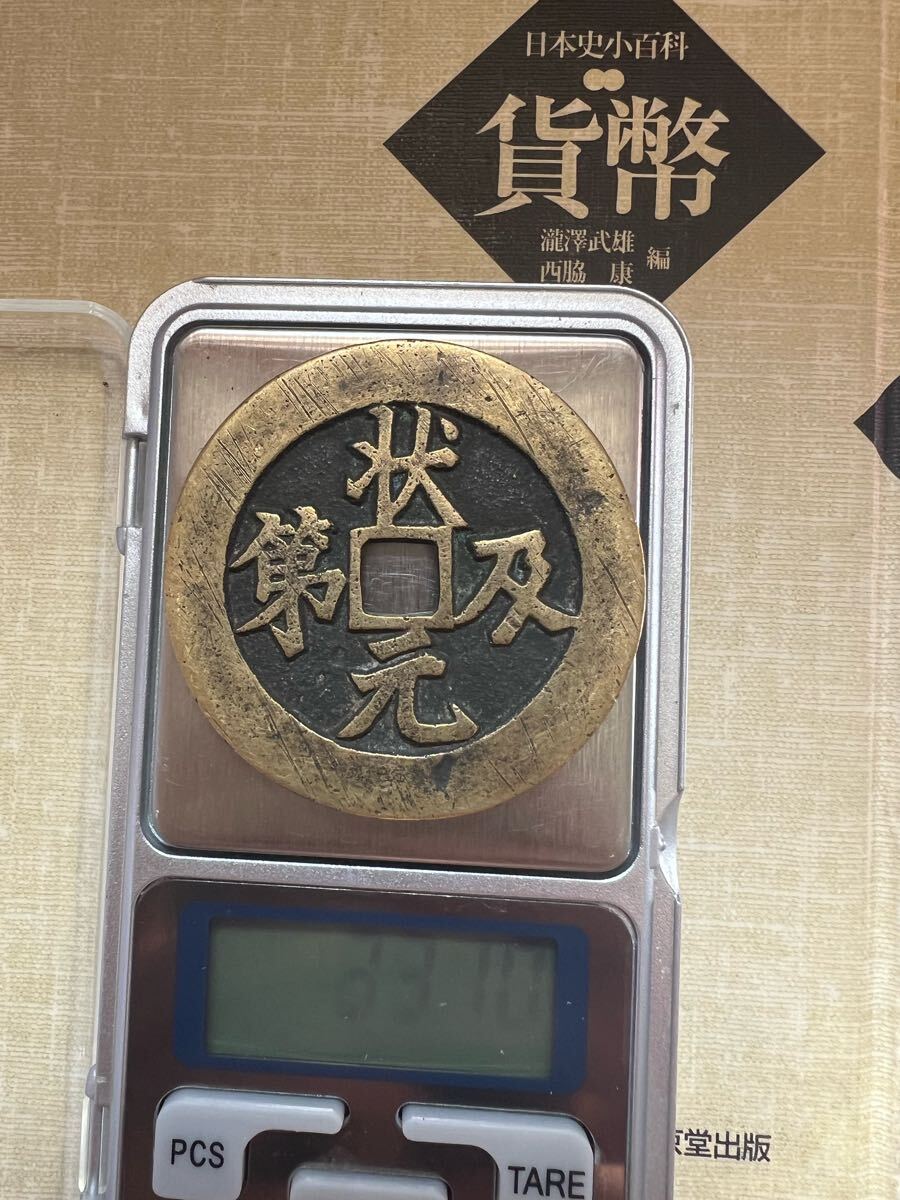 日本史小百科
貨幣
瀧澤武雄
西脇 康
編
状元及第
PCS
TARE
京堂出版